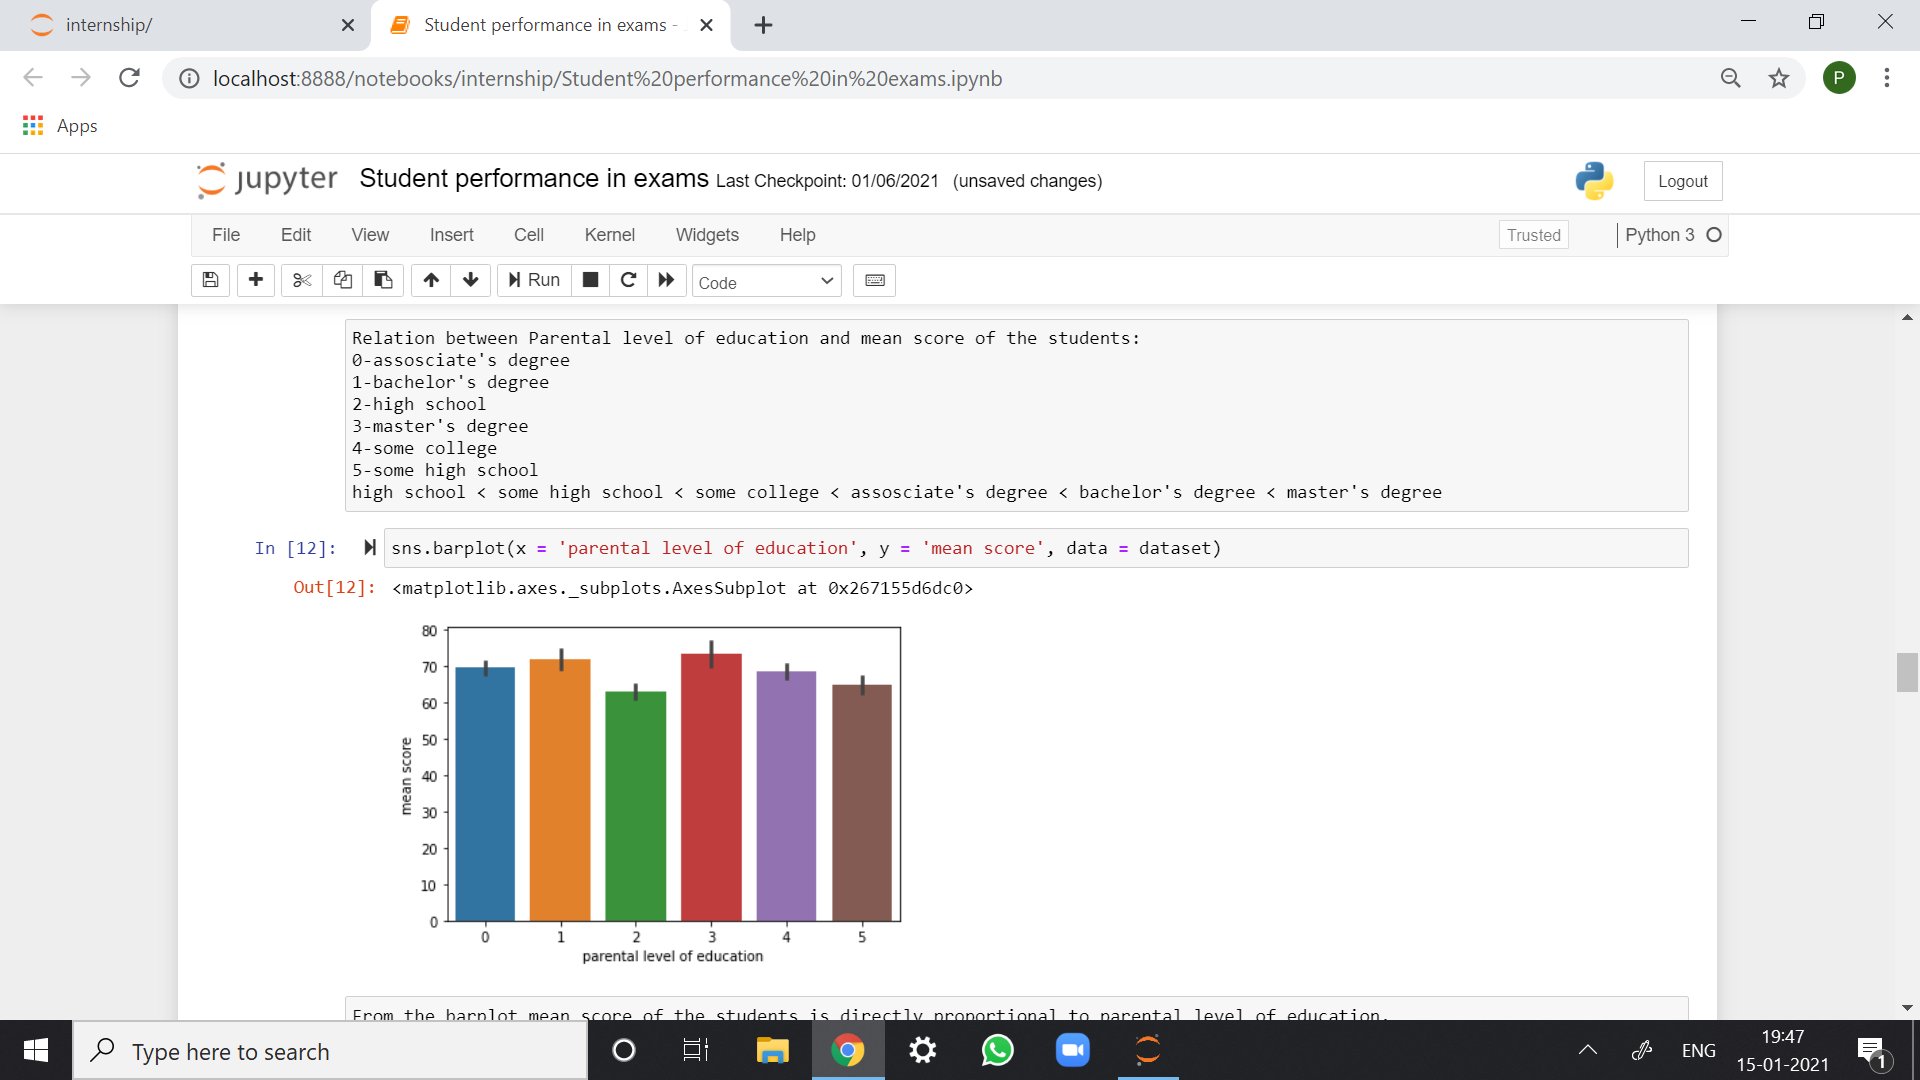 internship/
Student performance in exams -
localhost:8888/notebooks/internship/Student%20performance%20in%20exams.ipynb
P
Apps
jupyter Student performance in exams Last Checkpoint: 01/06/2021 (unsaved changes)
Logout
File Edit View Insert Cell Kernel Widgets Help
Trusted
Python 3
Run
Code
Relation between Parental level of education and mean score of the students:
0-assosciate's degree
1-bachelor's degree
2-high school
3-master's degree
4-some college
5-some high school
high school < some high school < some college < assosciate's degree < bachelor's degree < master's degree
In [12]: sns.barplot(x = 'parental level of education', y = 'mean score', data = dataset)
Out[12]: <matplotlib.axes._subplots.AxesSubplot at 0x267155d6dc0>
80
70
60
50
40
30
20
10
0
mean score
0 1 2 3 4 5
parental level of education
From the barplot mean score of the students is directly proportional to parental level of education.
Type here to search
ENG
19:47
15-01-2021
1